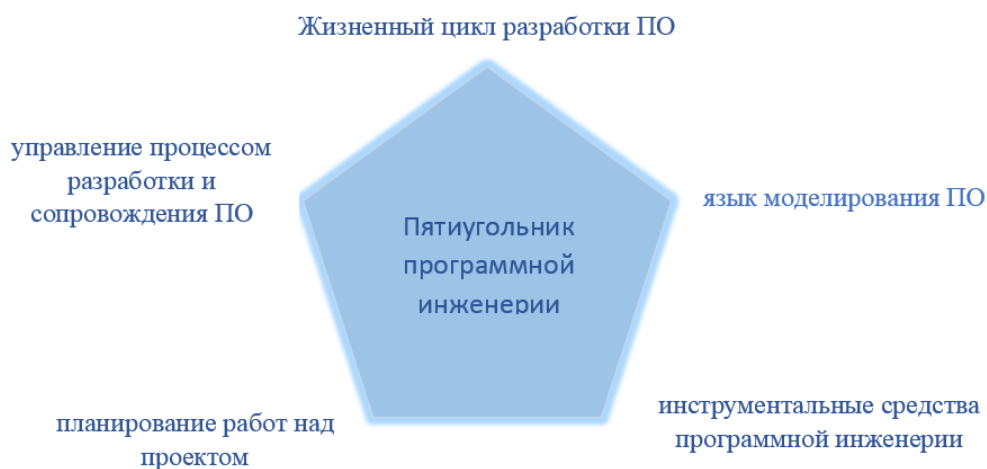 Жизненный цикл разработки ПО
управление процессом
разработки и
сопровождения ПО
язык моделирования ПО
Пятиугольник
программной
инженерии
планирование работ над
проектом
инструментальные средства
программной инженерии